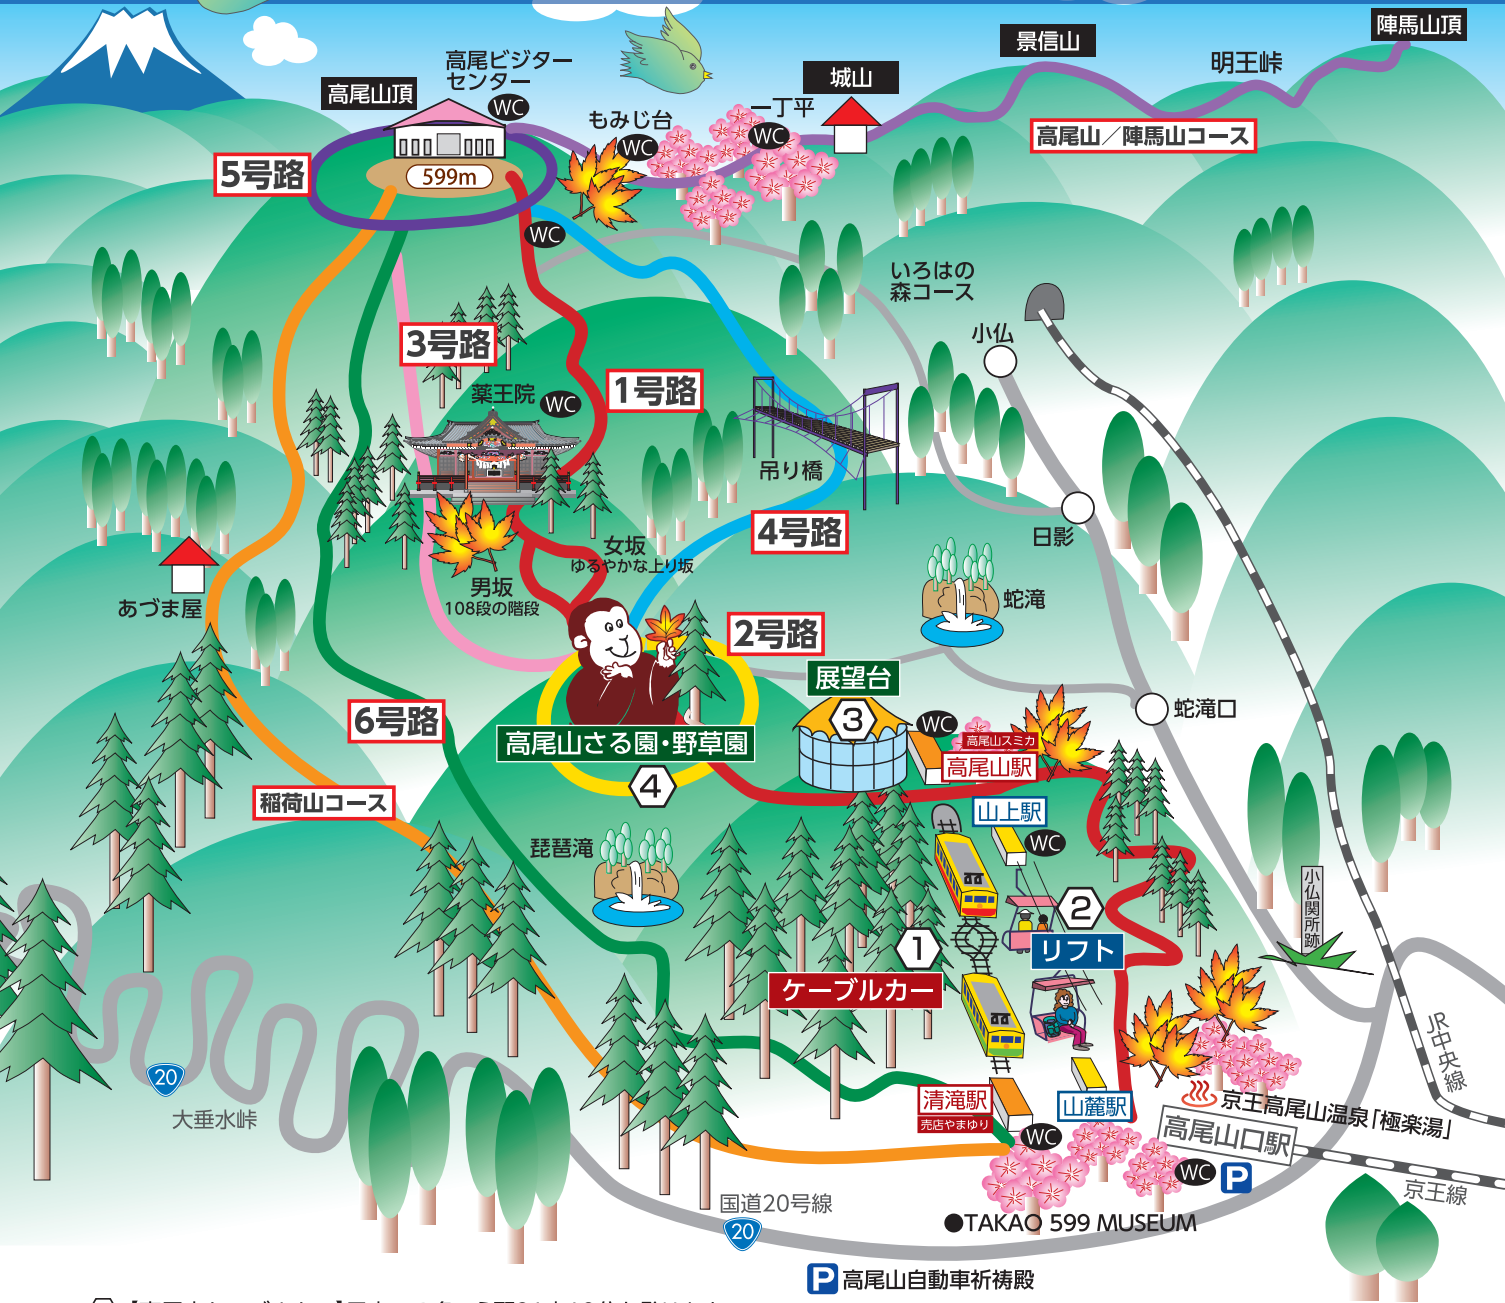 陣馬山頂
景信山
明王峠
高尾ビジター
センター
WC
城山
高尾山頂
一丁平
WC
もみじ台
WC
高尾山／陣馬山コース
5号路
599m
WC
いろはの
森コース
小仏
3号路
1号路
薬王院
WC
吊り橋
4号路
日影
女坂
ゆるやかな上り坂
男坂
108段の階段
蛇滝
あづま屋
2号路
展望台
3
WC
蛇滝口
6号路
高尾山さる園・野草園
4
高尾山スミカ
高尾山駅
稲荷山コース
山上駅
WC
琵琶滝
小仏関所跡
2
1
リフト
ケーブルカー
JR中央線
20
大垂水峠
清滝駅
売店やまゆり
山麓駅
京王高尾山温泉「極楽湯」
高尾山口駅
WC
WC
P
京王線
国道20号線
20
●TAKAO 599 MUSEUM
P 高尾山自動車祈祷殿